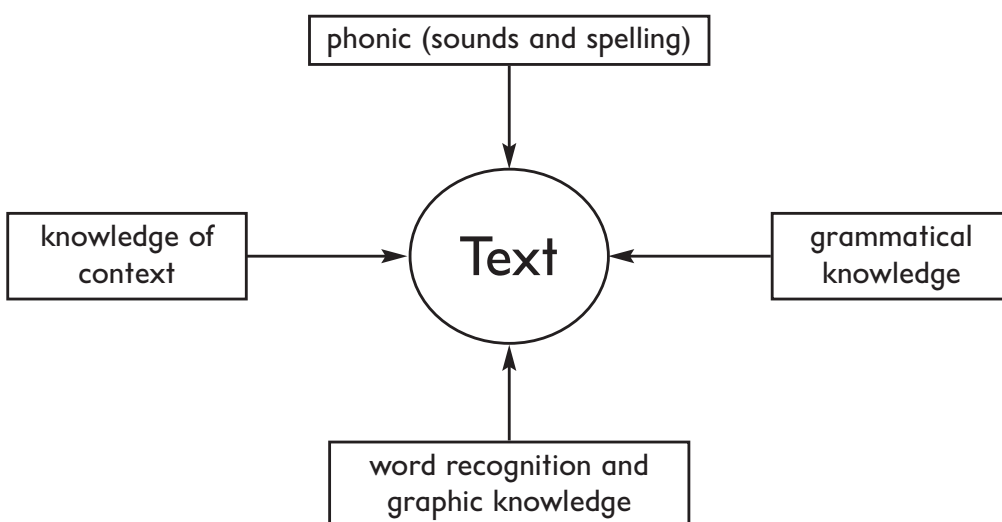 phonic (sounds and spelling)
knowledge of
context
Text
grammatical
knowledge
word recognition and
graphic knowledge